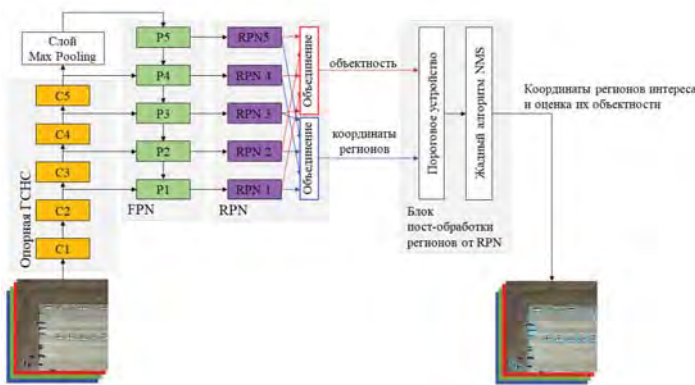 Слой
Max Pooling
P5
RPN5
Объединение
объектность
P4
RPN 4
C5
P3
RPN 3
C4
P2
RPN 2
Объединение
координаты
регионов
C3
P1
RPN 1
C2
FPN
RPN
C1
Опорная ГСНС
Пороговое устройство
Жадный алгоритм NMS
Блок
пост-обработки
регионов от RPN
Координаты регионов интереса
и оценка их объектности